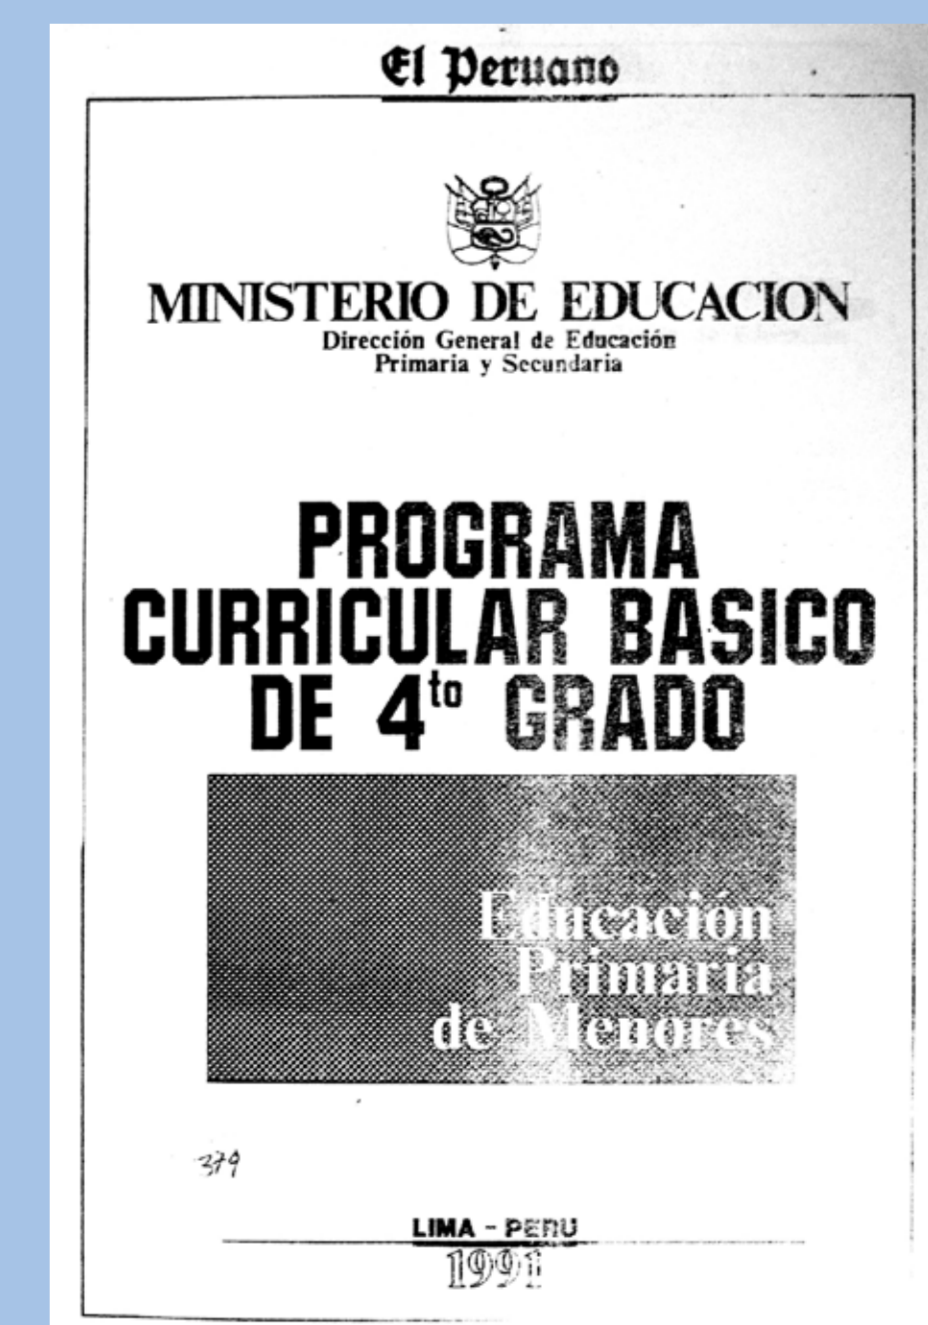 El Peruano
MINISTERIO DE EDUCACION
Dirección General de Educación
Primaria y Secundaria
PROGRAMA
CURRICULAR BASICO
DE 4to GRADO
Educación
Primaria
de Menores
379
LIMA - PERU
1991